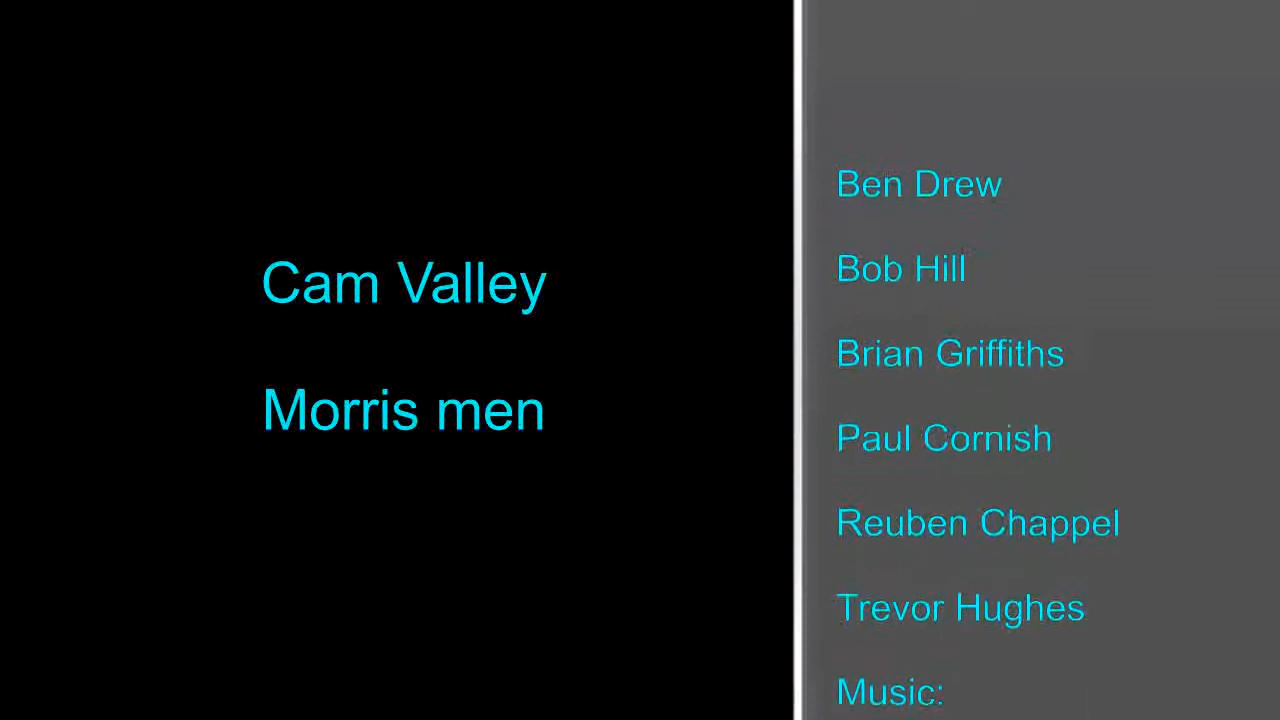 Cam Valley
Morris men
Ben Drew
Bob Hill
Brian Griffiths
Paul Cornish
Reuben Chappel
Trevor Hughes
Music: